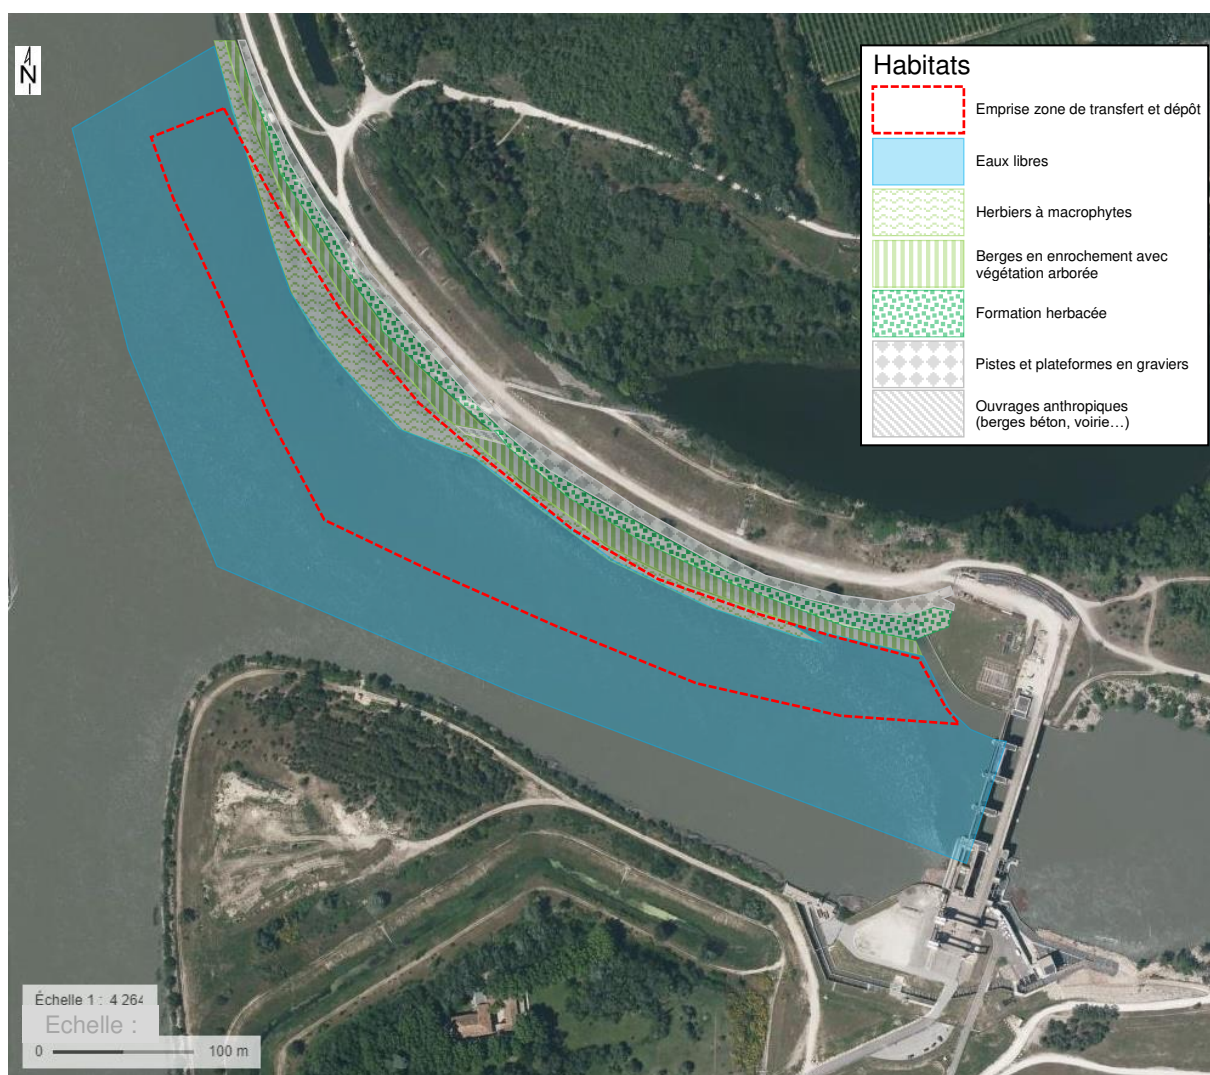 N
Habitats
Emprise zone de transfert et dépôt
Eaux libres
Herbiers à macrophytes
Berges en enrochement avec
végétation arborée
Formation herbacée
Pistes et plateformes en graviers
Ouvrages anthropiques
(berges béton, voirie…)
Échelle 1 : 4 264
Echelle :
0 100 m